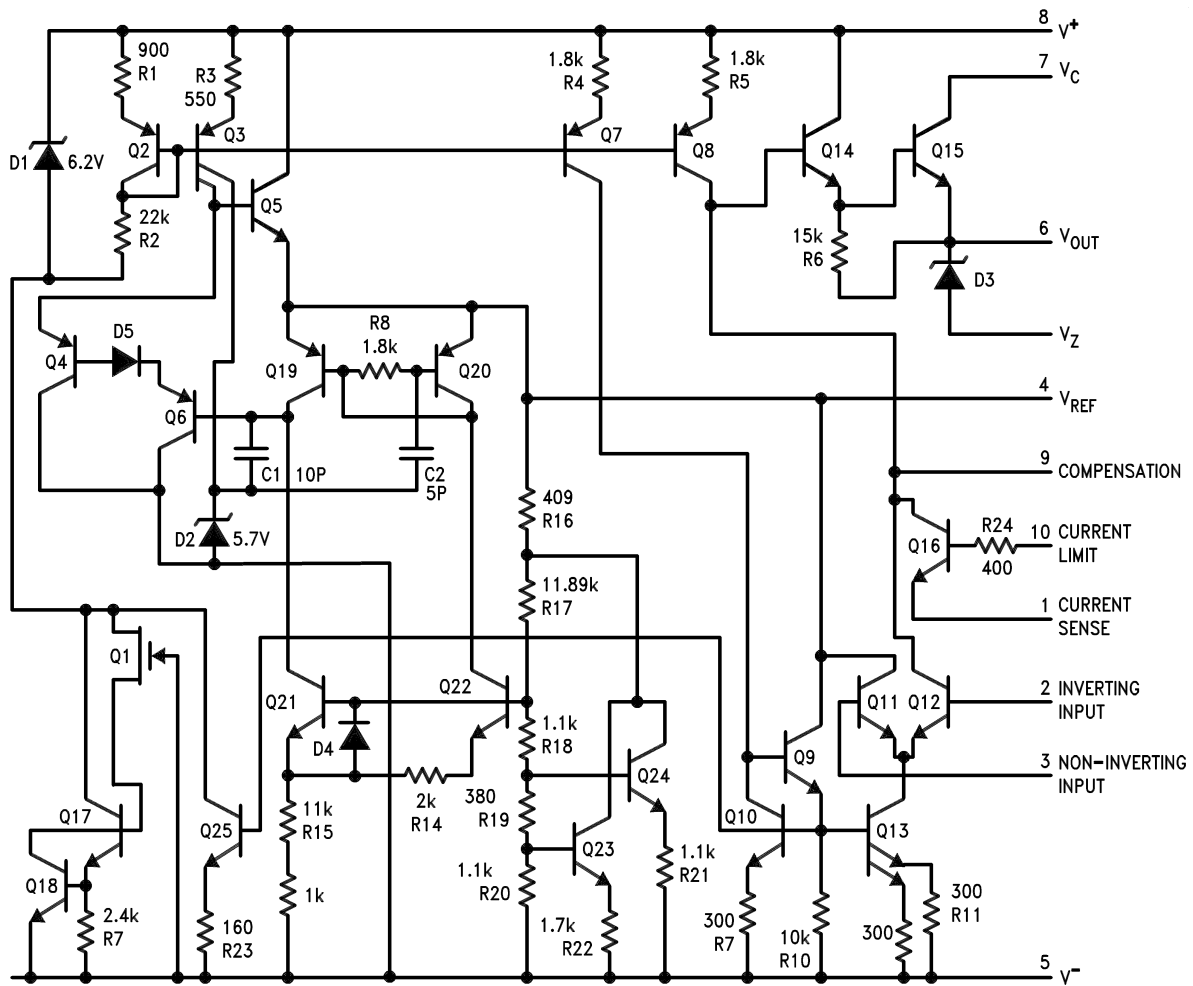 8 V+
900
R1
R3
550
1.8k
R4
1.8k
R5
7 VC
D1 6.2V
Q2
Q3
Q7
Q8
Q14
Q15
22k
R2
Q5
15k
R6
6 VOUT
D3
VZ
Q4
D5
Q19
R8
1.8k
Q20
Q6
4 VREF
C1 10P
C2
5P
9 COMPENSATION
409
R16
D2 5.7V
Q16
R24
400
10 CURRENT
LIMIT
11.89k
R17
1 CURRENT
SENSE
Q1
Q21
Q22
Q11
Q12
2 INVERTING
INPUT
D4
1.1k
R18
Q24
Q9
3 NON-INVERTING
INPUT
Q17
Q25
11k
R15
2k
R14
380
R19
Q10
Q13
Q23
Q18
1k
1.1k
R20
1.1k
R21
300
R11
2.4k
R7
160
R23
1.7k
R22
300
R7
10k
R10
300
5 V-